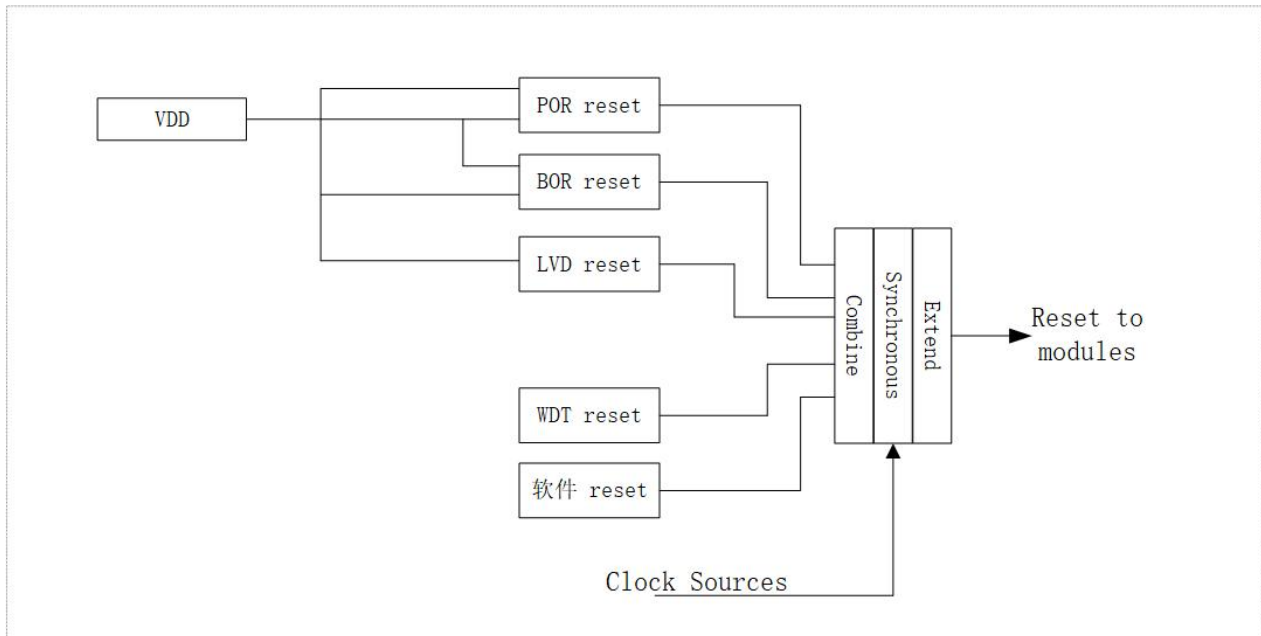 VDD
POR reset
BOR reset
LVD reset
WDT reset
软件 reset
Combine
Synchronous
Extend
Reset to
modules
Clock Sources